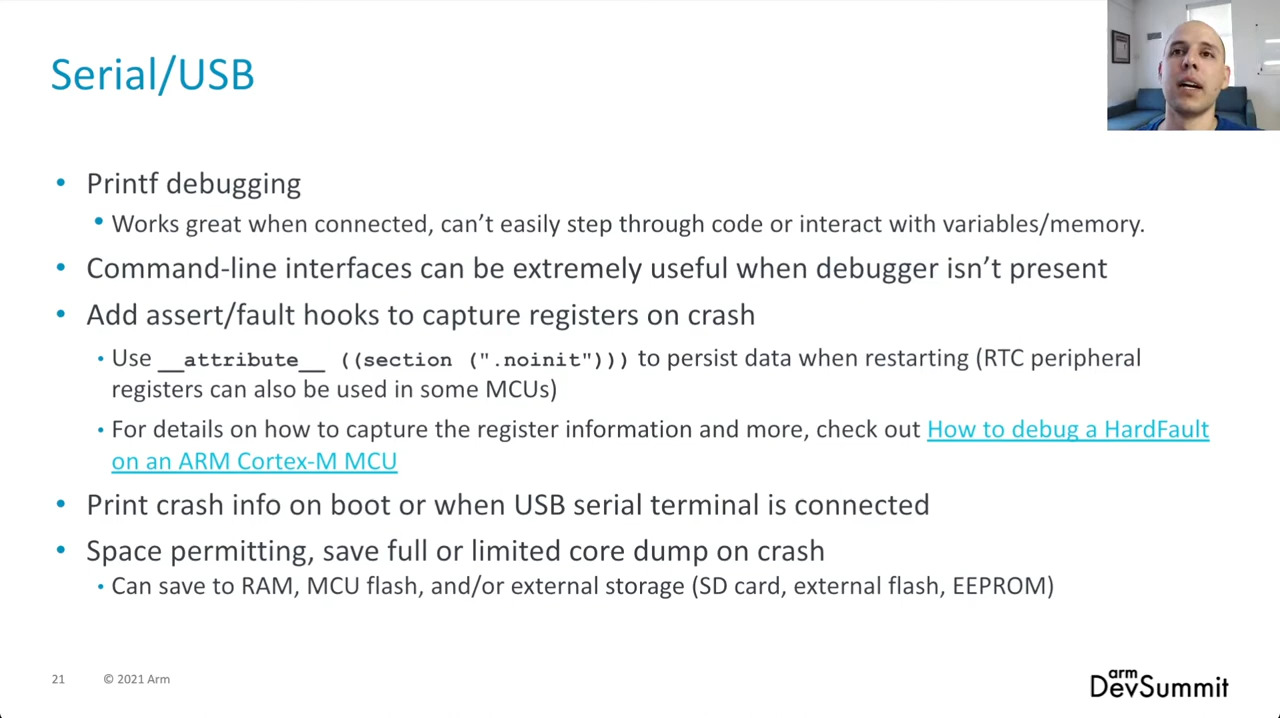 Serial/USB
• Printf debugging
• Works great when connected, can’t easily step through code or interact with variables/memory.
• Command-line interfaces can be extremely useful when debugger isn’t present
• Add assert/fault hooks to capture registers on crash
• Use __attribute__ ((section (".noinit"))) to persist data when restarting (RTC peripheral
registers can also be used in some MCUs)
• For details on how to capture the register information and more, check out How to debug a HardFault
on an ARM Cortex-M MCU
• Print crash info on boot or when USB serial terminal is connected
• Space permitting, save full or limited core dump on crash
• Can save to RAM, MCU flash, and/or external storage (SD card, external flash, EEPROM)
21 © 2021 Arm
arm
DevSummit